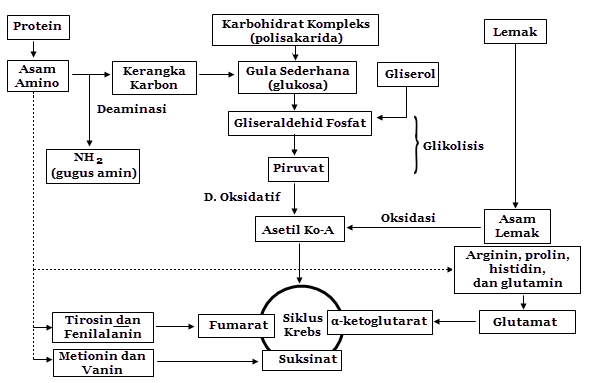 Protein
Karbohidrat Kompleks
(polisakarida)
Lemak
Asam
Amino
Kerangka
Karbon
Gula Sederhana
(glukosa)
Gliserol
Deaminasi
Gliseraldehid Fosfat
Glikolisis
NH₂
(gugus amin)
Piruvat
D. Oksidatif
Asetil Ko-A
Oksidasi
Asam
Lemak
Arginin, prolin,
histidin,
dan glutamin
Tirosin dan
Fenilalanin
Fumarat
Siklus
Krebs
α-ketoglutarat
Glutamat
Metionin dan
Vanin
Suksinat